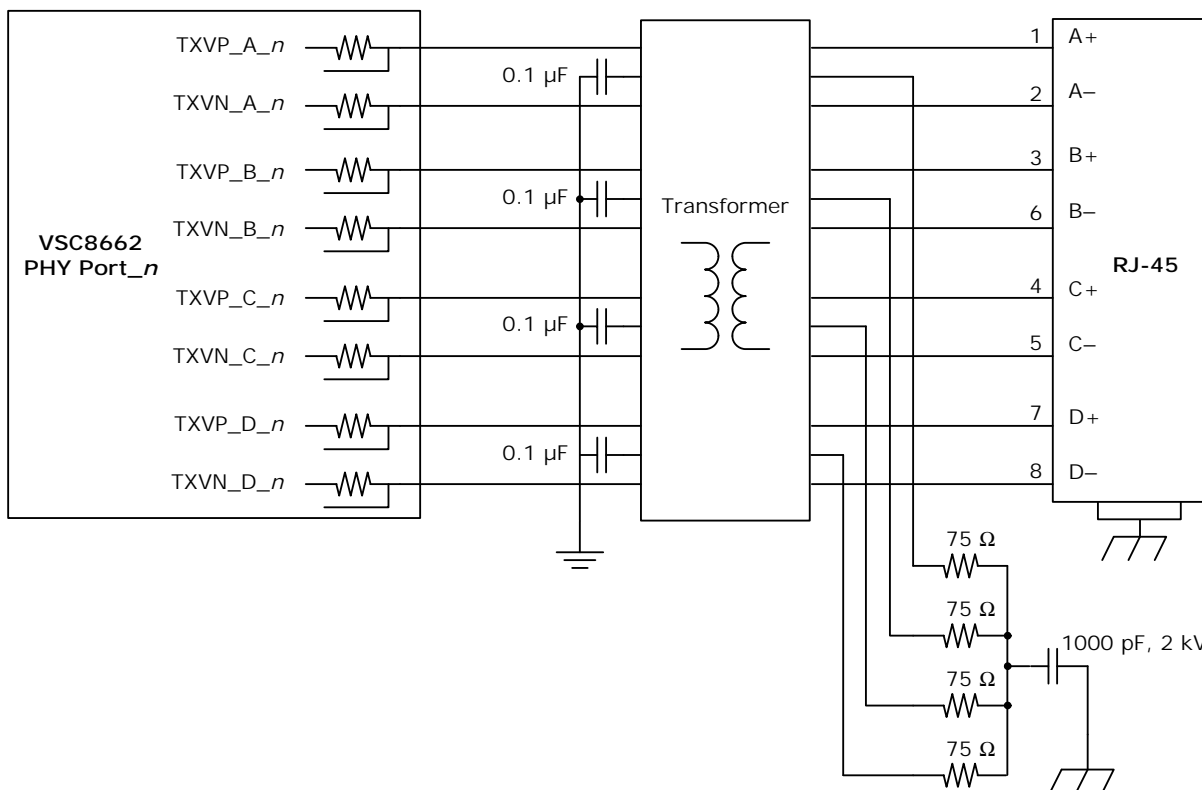 VSC8662
PHY Port_n
TXVP_A_n
TXVN_A_n
TXVP_B_n
TXVN_B_n
TXVP_C_n
TXVN_C_n
TXVP_D_n
TXVN_D_n
0.1 µF
0.1 µF
0.1 µF
0.1 µF
Transformer
1 A+
2 A–
3 B+
6 B–
4 C+
5 C–
7 D+
8 D–
RJ-45
75 Ω
75 Ω
75 Ω
75 Ω
1000 pF, 2 kV